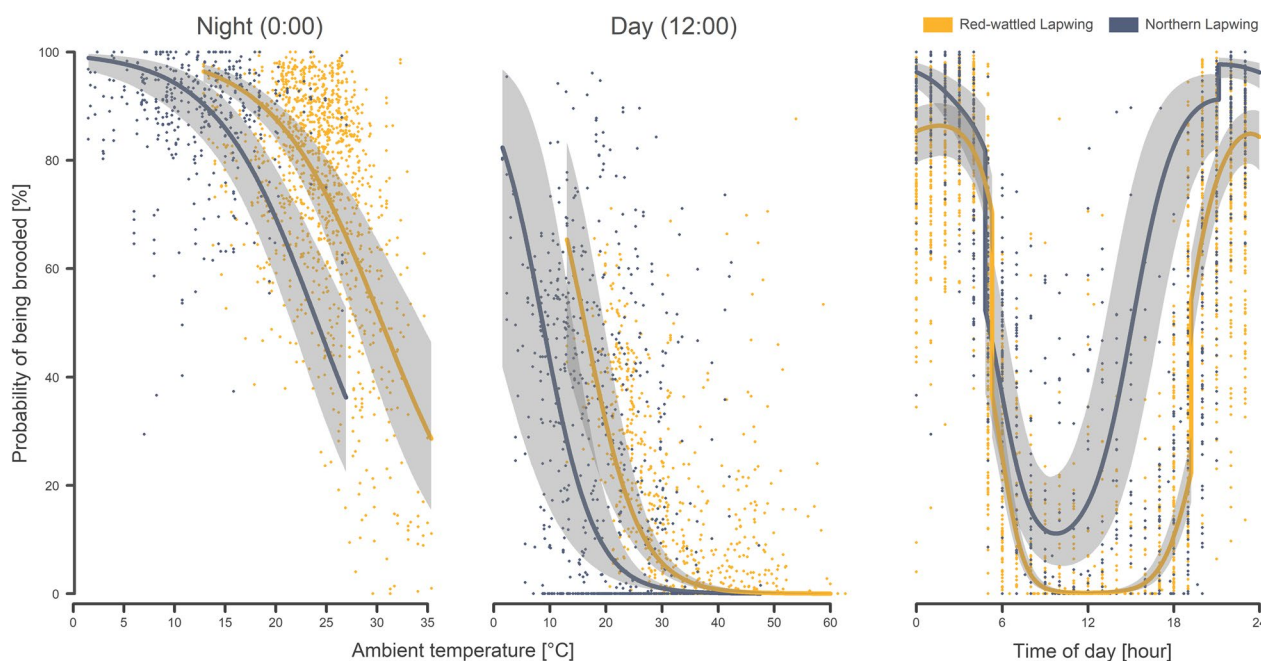 Night (0:00)
Day (12:00)
Red-wattled Lapwing
Northern Lapwing
Probability of being brooded [%]
100
80
60
40
20
0
0 5 10 15 20 25 30 35
0 10 20 30 40 50 60
0 6 12 18 24
Ambient temperature [°C]
Time of day [hour]